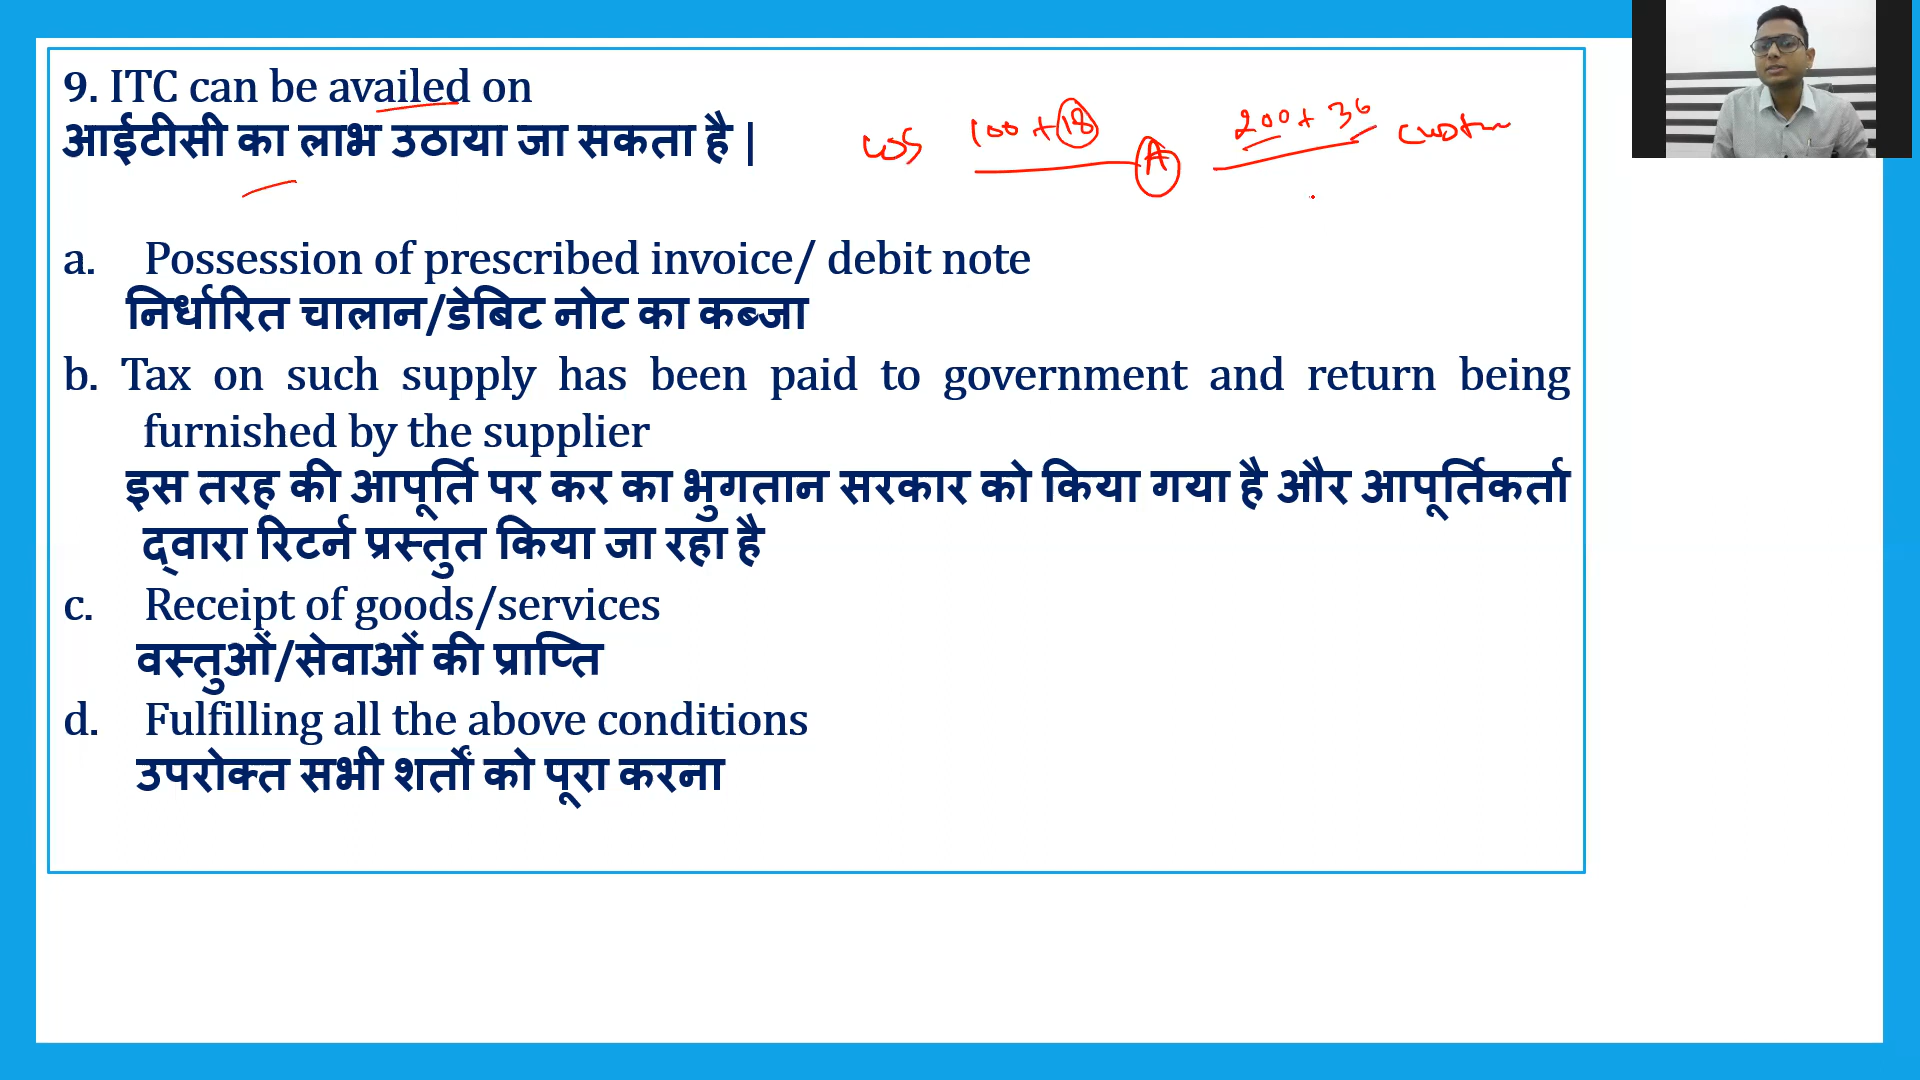 9. ITC can be availed on
आईटीसी का लाभ उठाया जा सकता है |
100 + 18
A
200 + 36
a. Possession of prescribed invoice/ debit note
निर्धारित चालान/डेबिट नोट का कब्जा
b. Tax on such supply has been paid to government and return being
furnished by the supplier
इस तरह की आपूर्ति पर कर का भुगतान सरकार को किया गया है और आपूर्तिकर्ता
द्वारा रिटर्न प्रस्तुत किया जा रहा है
c. Receipt of goods/services
वस्तुओं/सेवाओं की प्राप्ति
d. Fulfilling all the above conditions
उपरोक्त सभी शर्तों को पूरा करना